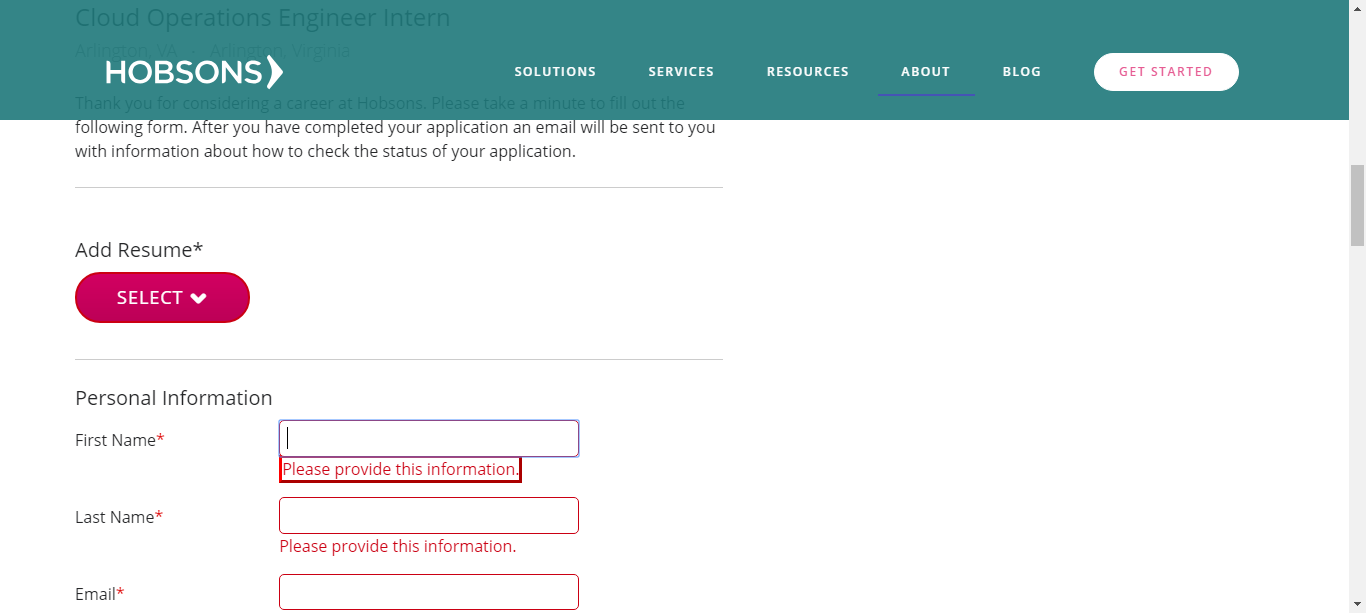 Cloud Operations Engineer Intern
Arlington, VA - Arlington, Virginia
HOBSONS
SOLUTIONS SERVICES RESOURCES ABOUT BLOG GET STARTED
Thank you for considering a career at Hobsons. Please take a minute to fill out the
following form. After you have completed your application an email will be sent to you
with information about how to check the status of your application.
Add Resume*
SELECT
Personal Information
First Name*
Please provide this information.
Last Name*
Please provide this information.
Email*